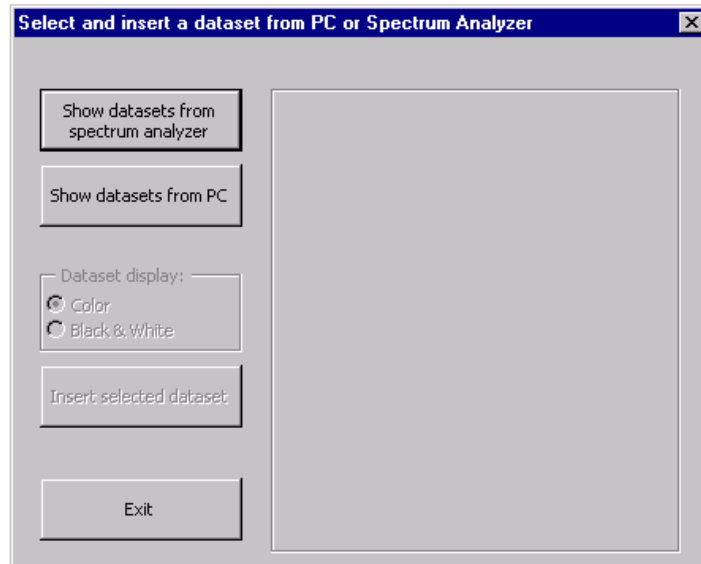 Select and insert a dataset from PC or Spectrum Analyzer
Show datasets from
spectrum analyzer
Show datasets from PC
Dataset display:
Color
Black & White
Insert selected dataset
Exit